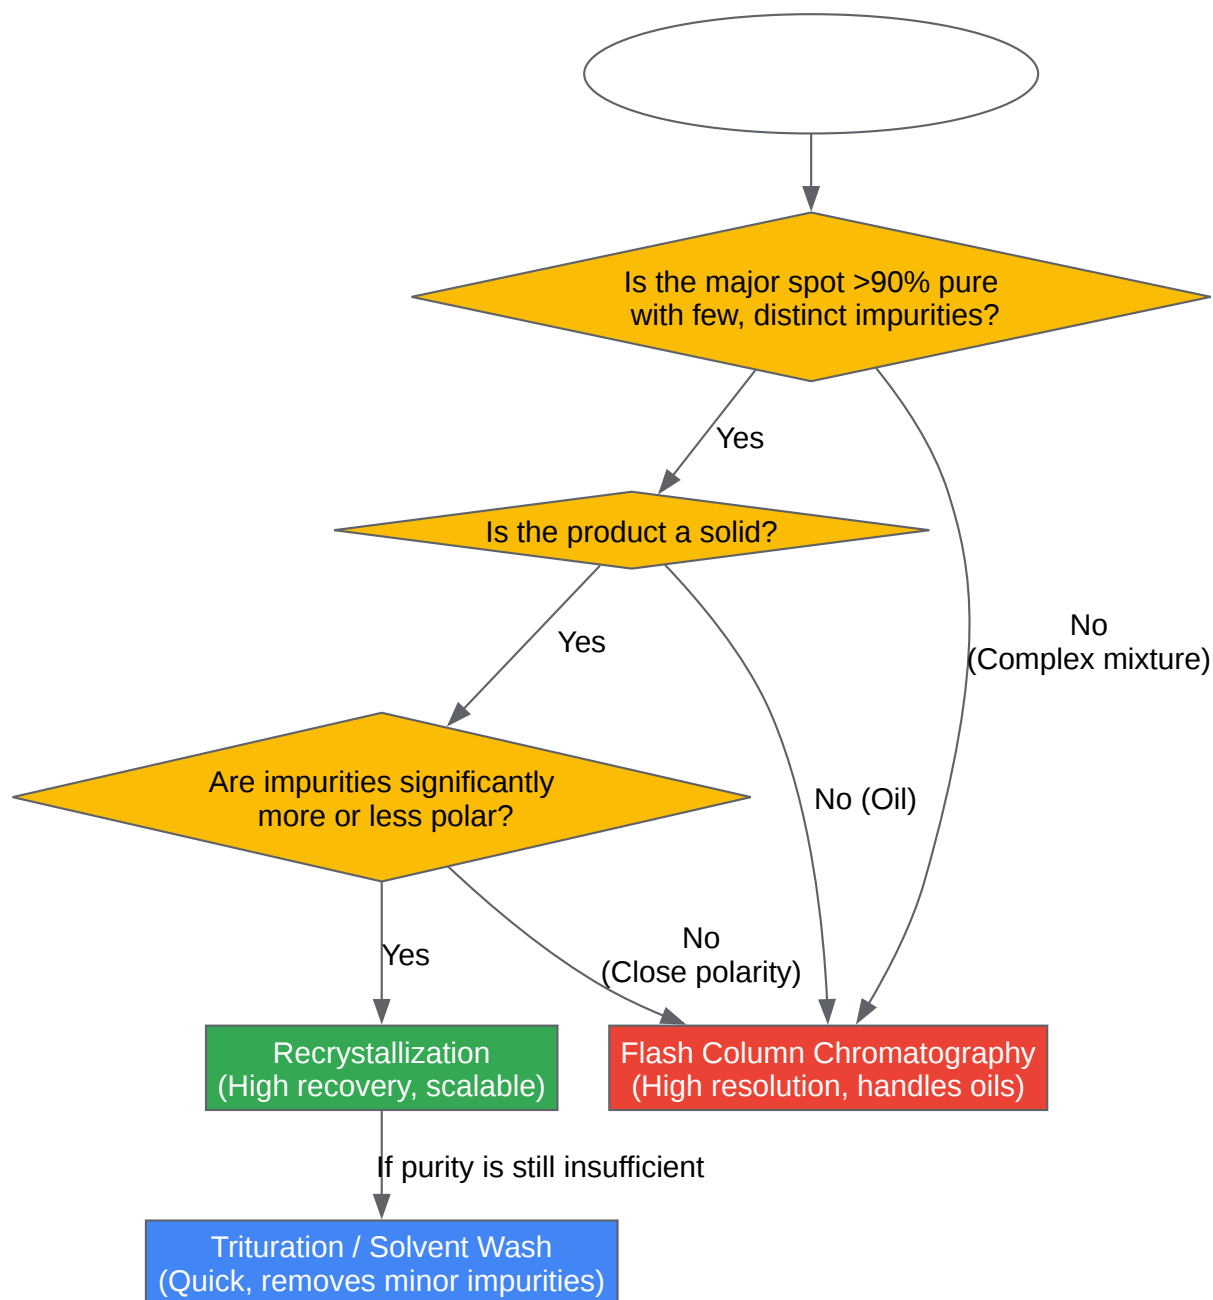 Is the major spot >90% pure
with few, distinct impurities?
Yes
Is the product a solid?
Yes
No
(Complex mixture)
Are impurities significantly
more or less polar?
No (Oil)
Yes
No
(Close polarity)
Recrystallization
(High recovery, scalable)
Flash Column Chromatography
(High resolution, handles oils)
If purity is still insufficient
Trituration / Solvent Wash
(Quick, removes minor impurities)